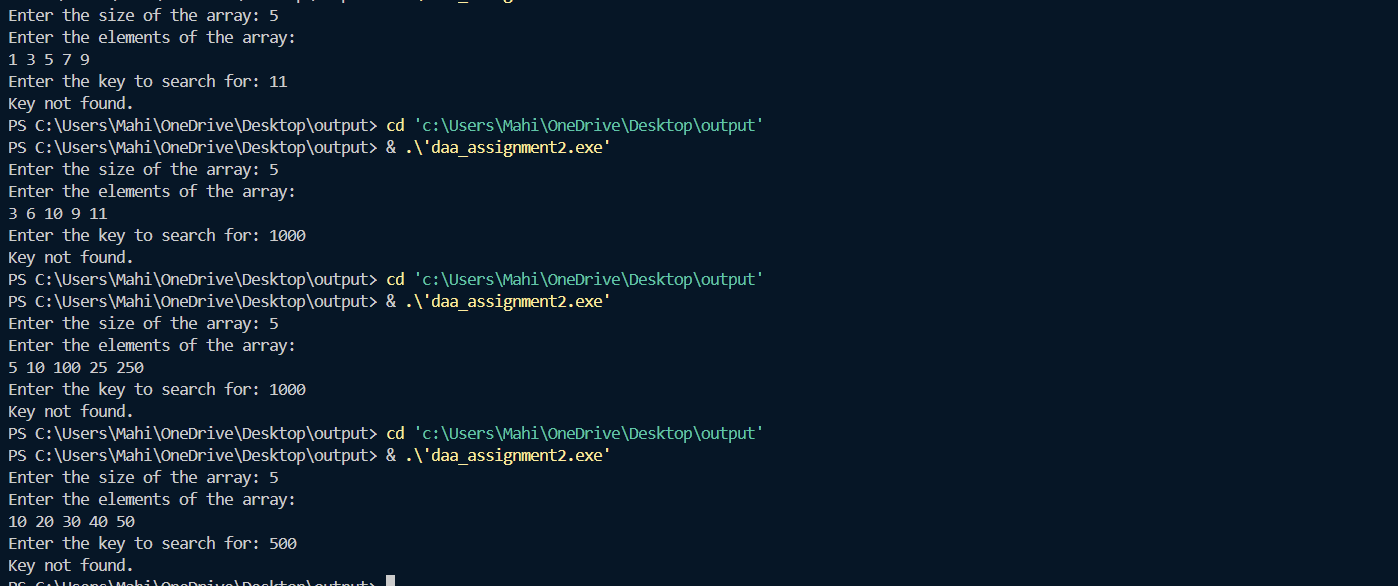 Enter the size of the array: 5
Enter the elements of the array:
1 3 5 7 9
Enter the key to search for: 11
Key not found.
PS C:\Users\Mahi\OneDrive\Desktop\output> cd 'c:\Users\Mahi\OneDrive\Desktop\output'
PS C:\Users\Mahi\OneDrive\Desktop\output> & .\'daa_assignment2.exe'
Enter the size of the array: 5
Enter the elements of the array:
3 6 10 9 11
Enter the key to search for: 1000
Key not found.
PS C:\Users\Mahi\OneDrive\Desktop\output> cd 'c:\Users\Mahi\OneDrive\Desktop\output'
PS C:\Users\Mahi\OneDrive\Desktop\output> & .\'daa_assignment2.exe'
Enter the size of the array: 5
Enter the elements of the array:
5 10 100 25 250
Enter the key to search for: 1000
Key not found.
PS C:\Users\Mahi\OneDrive\Desktop\output> cd 'c:\Users\Mahi\OneDrive\Desktop\output'
PS C:\Users\Mahi\OneDrive\Desktop\output> & .\'daa_assignment2.exe'
Enter the size of the array: 5
Enter the elements of the array:
10 20 30 40 50
Enter the key to search for: 500
Key not found.
PS C:\Users\Mahi\OneDrive\Desktop\output>